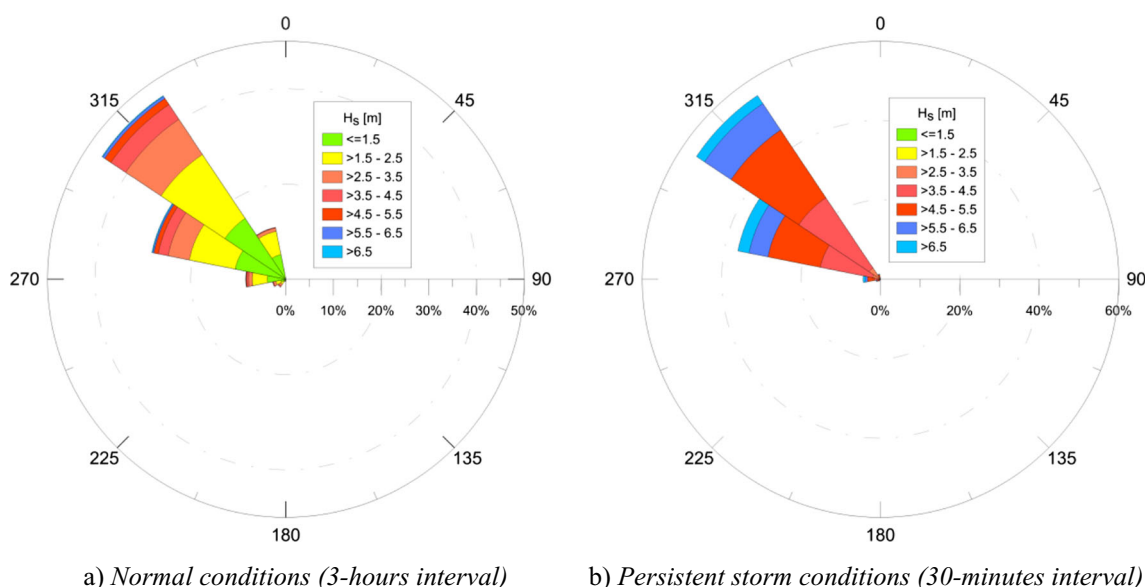 0
45
90
135
180
225
270
315
Hs [m]
<=1.5
>1.5 - 2.5
>2.5 - 3.5
>3.5 - 4.5
>4.5 - 5.5
>5.5 - 6.5
>6.5
0% 10% 20% 30% 40% 50%
a) Normal conditions (3-hours interval)
0
45
90
135
180
225
270
315
Hs [m]
<=1.5
>1.5 - 2.5
>2.5 - 3.5
>3.5 - 4.5
>4.5 - 5.5
>5.5 - 6.5
>6.5
0% 20% 40% 60%
b) Persistent storm conditions (30-minutes interval)